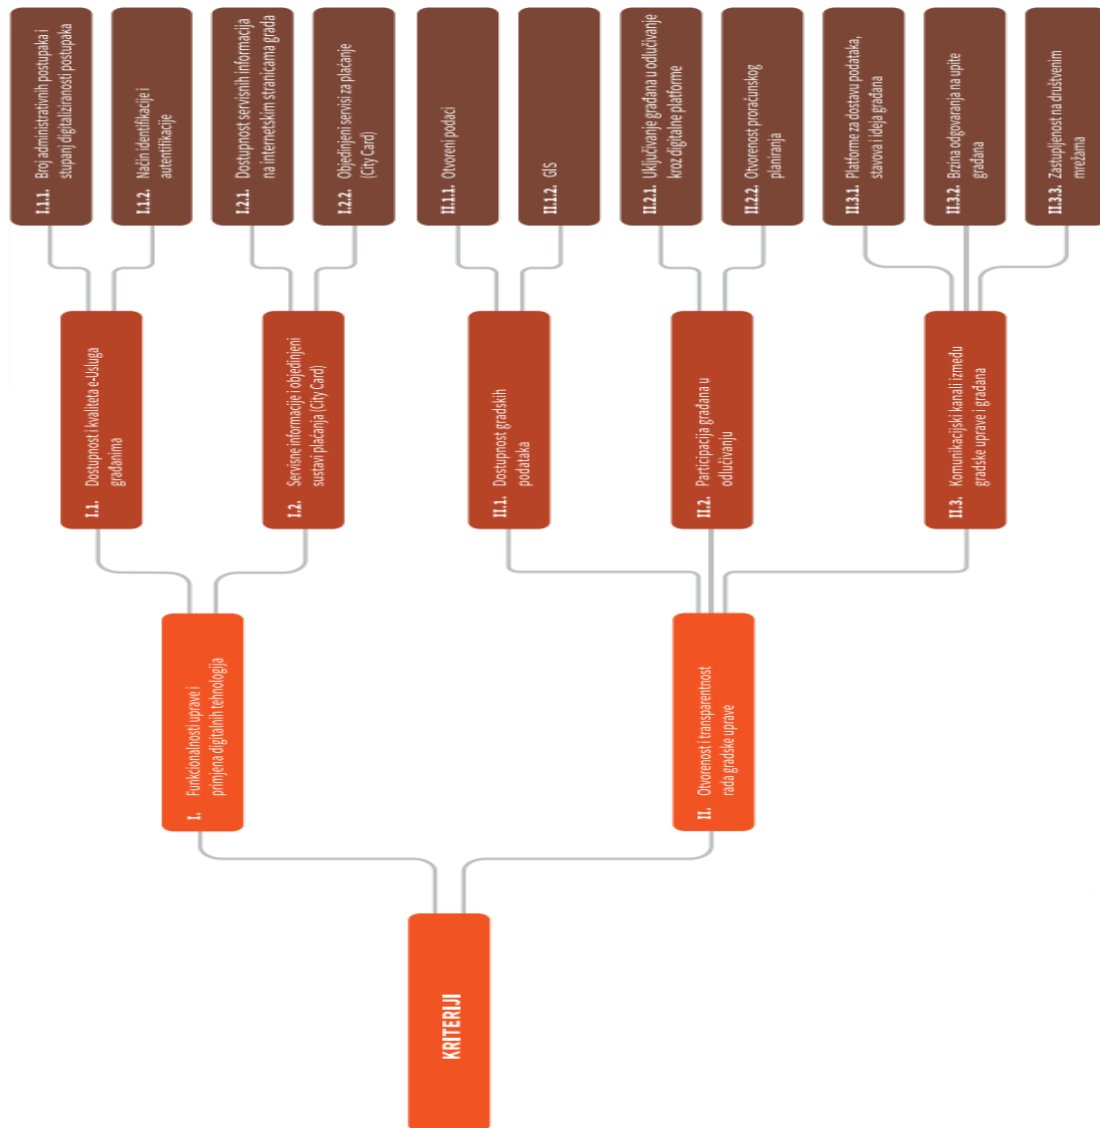 KRITERIJI
I. Funkcionalnosti uprave i
primjena digitalnih tehnologija
I.1. Dostupnost i kvaliteta e-Usluga
građanima
I.1.1. Broj administrativnih postupaka i
stupanj digitaliziranosti postupaka
I.1.2. Način identifikacije i
autentifikacije
I.2. Servisne informacije i objedinjeni
sustavi plaćanja (City Card)
I.2.1. Dostupnost servisnih informacija
na internetskim stranicama grada
I.2.2. Objedinjeni servisi za plaćanje
(City Card)
II. Otvorenost i transparentnost
rada gradske uprave
II.1. Dostupnost gradskih
podataka
II.1.1. Otvoreni podaci
II.1.2. GIS
II.2. Participacija građana u
odlučivanju
II.2.1. Uključivanje građana u odlučivanje
kroz digitalne platforme
II.2.2. Otvorenost proračunskog
planiranja
II.3. Komunikacijski kanali između
gradske uprave i građana
II.3.1. Platforme za dostavu podataka,
stavova i ideja građana
II.3.2. Brzina odgovaranja na upite
građana
II.3.3. Zastupljenost na društvenim
mrežama